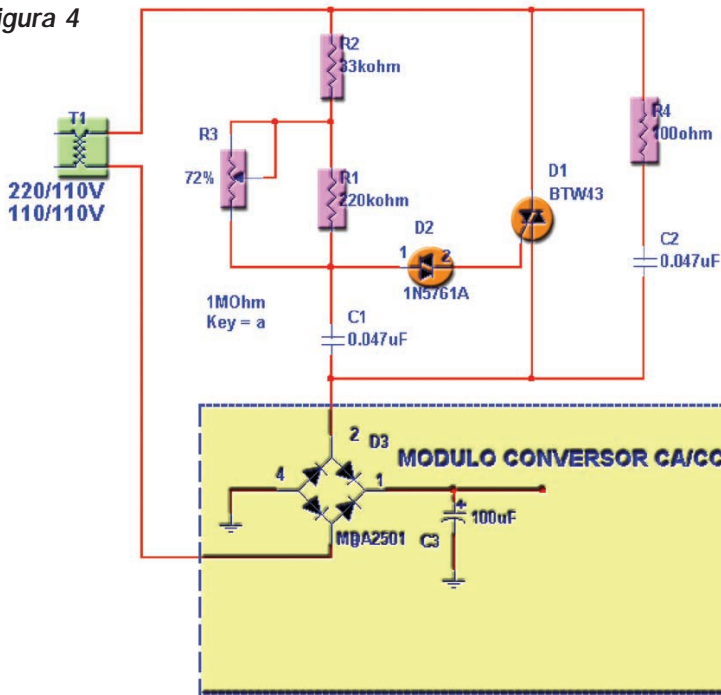 igura 4
R2
33kohm
T1
220/110V
110/110V
R3
72%
R1
220kohm
R4
100ohm
D1
BTW43
D2
1 2
1N5761A
C2
0.047uF
1MOhm
Key = a
C1
0.047uF
2 D3
MODULO CONVERSOR CA/CC
4 1
100uF
MDA2501
C3